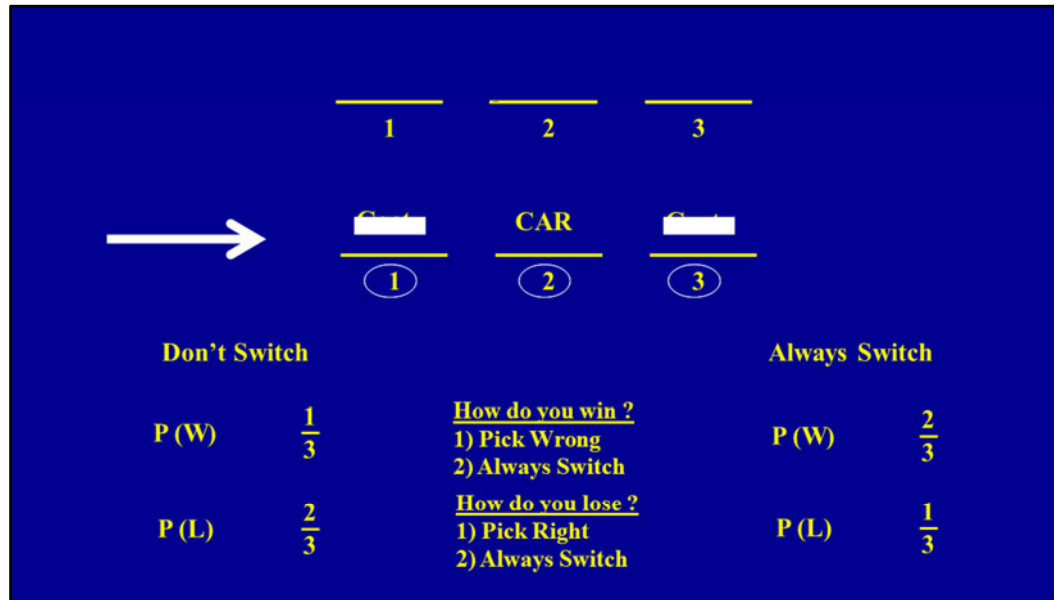 1 2 3
CAR
1 2 3
Don't Switch
Always Switch
How do you win ?
P (W) 1/3
1) Pick Wrong
P (W) 2/3
2) Always Switch
How do you lose ?
P (L) 2/3
1) Pick Right
P (L) 1/3
2) Always Switch